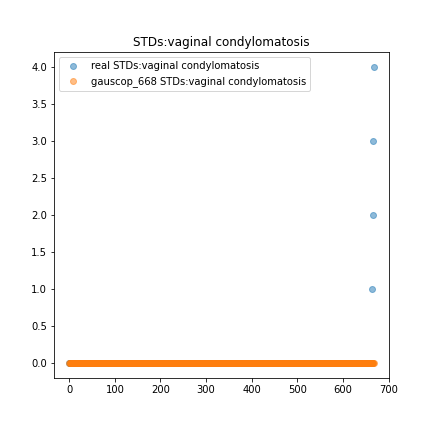 STDs:vaginal condylomatosis
real STDs:vaginal condylomatosis
gauscop_668 STDs:vaginal condylomatosis
4.0
3.5
3.0
2.5
2.0
1.5
1.0
0.5
0.0
0 100 200 300 400 500 600 700